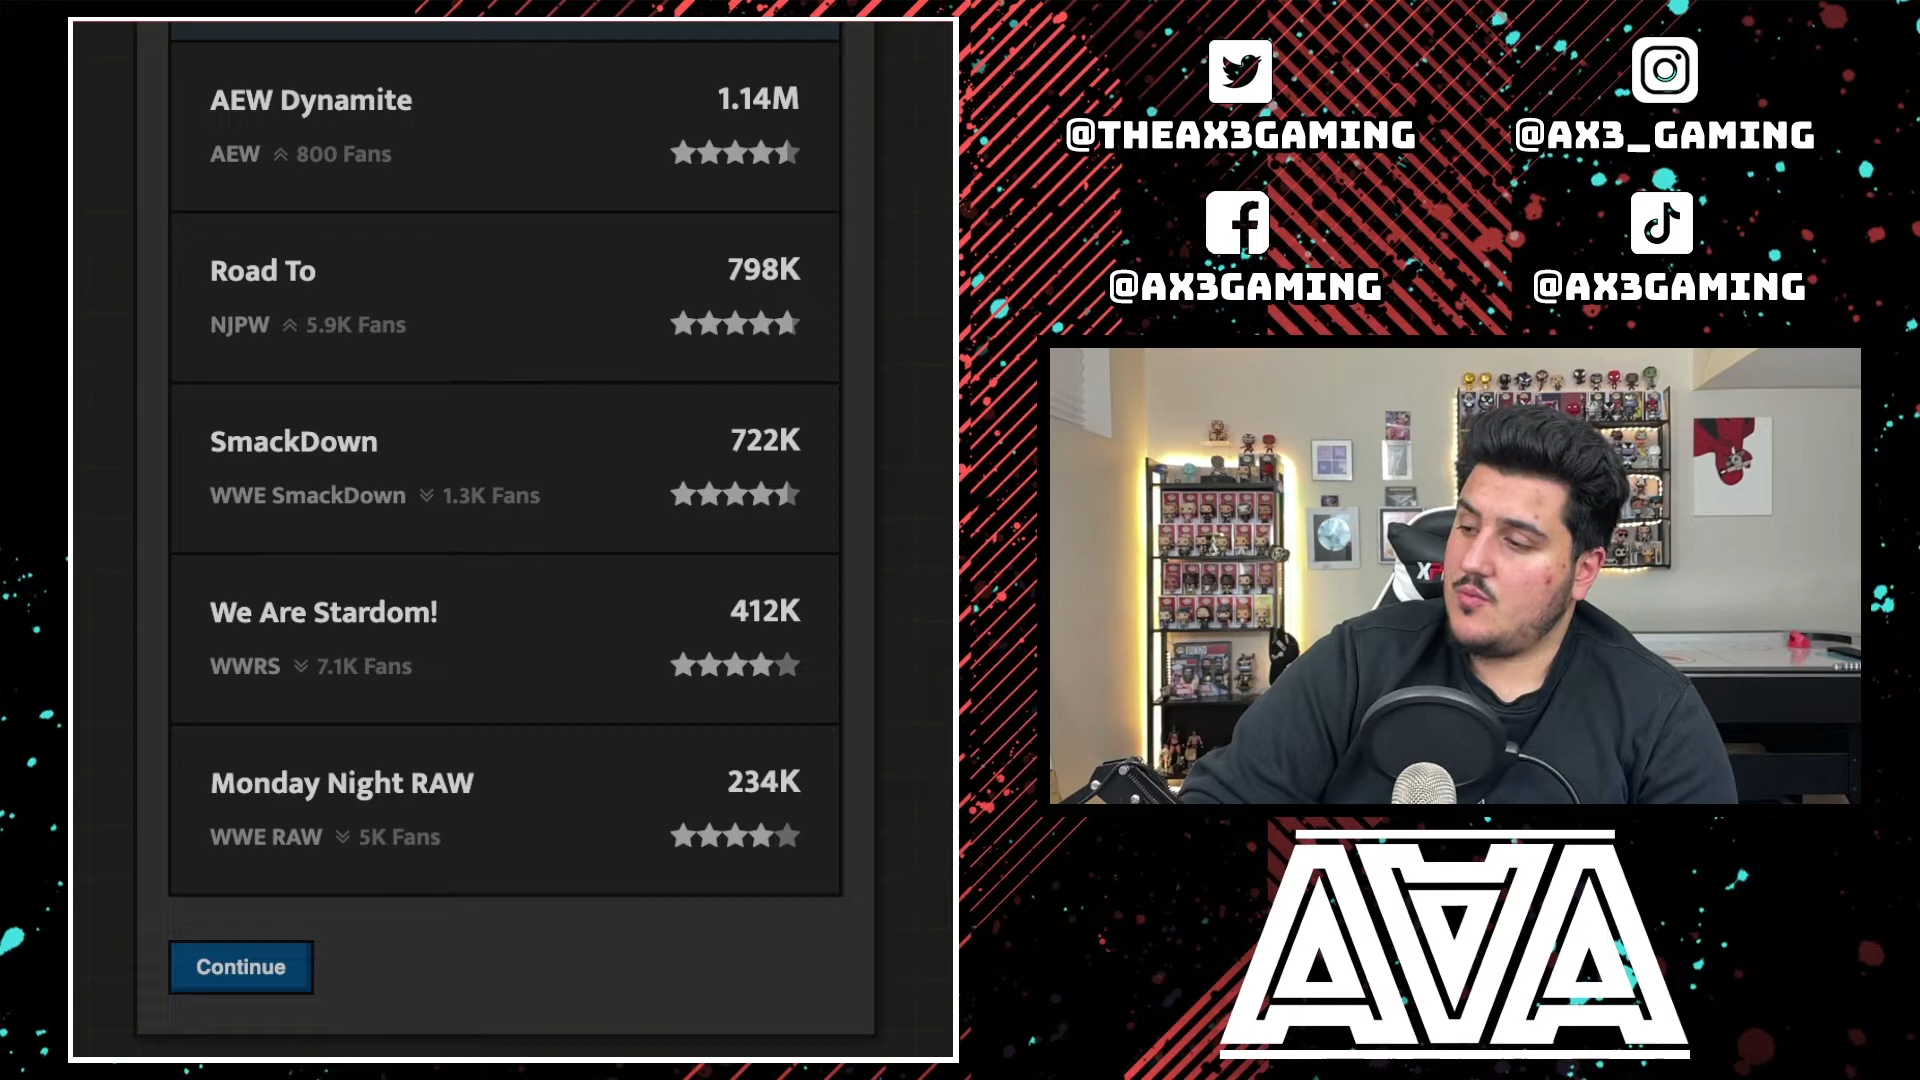 AEW Dynamite 1.14M
AEW 800 Fans
Road To 798K
NJPW 5.9K Fans
SmackDown 722K
WWE SmackDown 1.3K Fans
We Are Stardom! 412K
WWRS 7.1K Fans
Monday Night RAW 234K
WWE RAW 5K Fans
Continue
@THEAX3GAMING
@AX3_GAMING
@AX3GAMING
@AX3GAMING